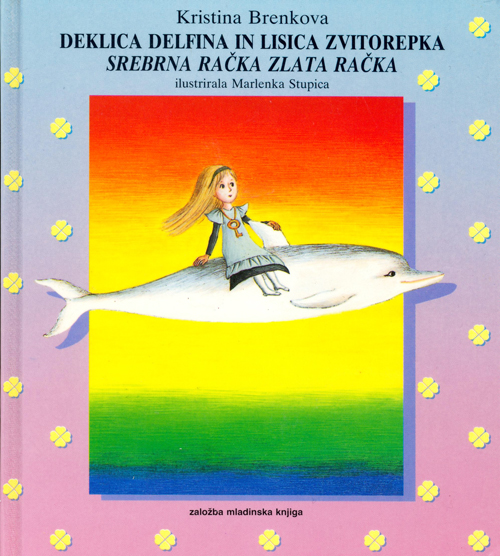 Kristina Brenkova
DEKLICA DELFINA IN LISICA ZVITOREPKA
SREBRNA RAČKA ZLATA RAČKA
ilustrirala Marlenka Stupica
založba mladinska knjiga